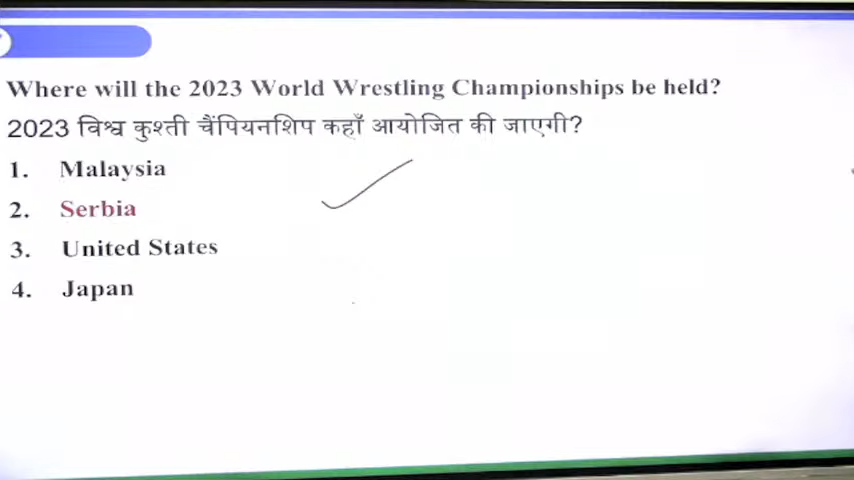 Where will the 2023 World Wrestling Championships be held?
2023 विश्व कुश्ती चैंपियनशिप कहाँ आयोजित की जाएगी?
1. Malaysia
2. Serbia
3. United States
4. Japan